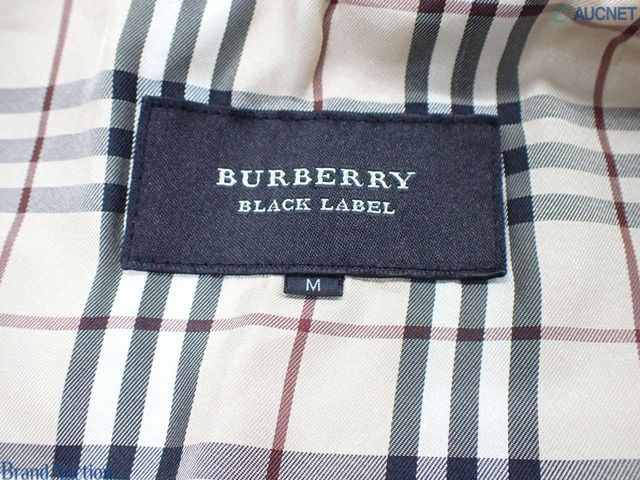 AUCNET
BURBERRY
BLACK LABEL
M
Brand Auction